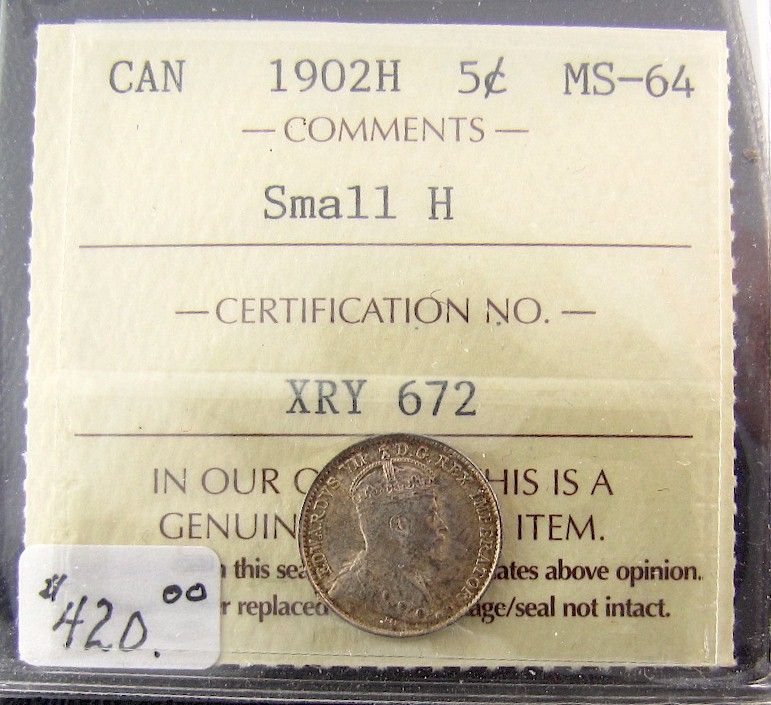 CAN 1902H 5¢ MS-64
— COMMENTS —
Small H
— CERTIFICATION NO. —
XRY 672
IN OUR HIS IS A
GENUIN ITEM.
this sea ates above opinion.
r replaced age/seal not intact.
$420.00
EDWARDVS VII D.G. REX IMPERATOR